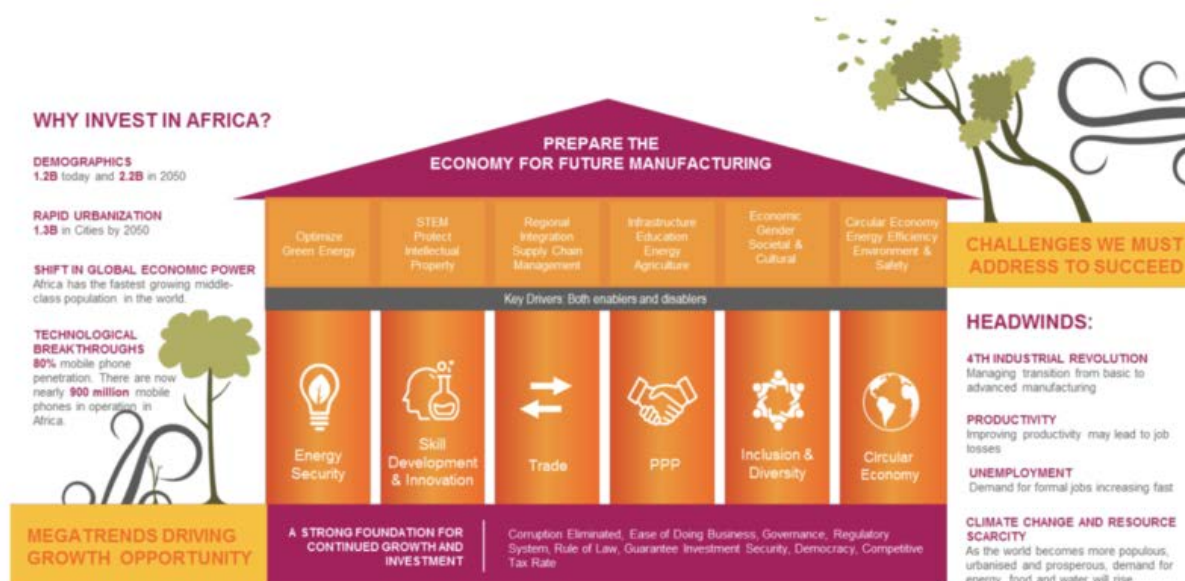 WHY INVEST IN AFRICA?
DEMOGRAPHICS
1.2B today and 2.2B in 2050
RAPID URBANIZATION
1.3B in Cities by 2050
SHIFT IN GLOBAL ECONOMIC POWER
Africa has the fastest growing middle-
class population in the world.
TECHNOLOGICAL
BREAKTHROUGHS
80% mobile phone
penetration. There are now
nearly 900 million mobile
phones in operation in
Africa.
MEGATRENDS DRIVING
GROWTH OPPORTUNITY
PREPARE THE
ECONOMY FOR FUTURE MANUFACTURING
Optimize
Green Energy
STEM
Protect
Intellectual
Property
Regional
Integration
Supply Chain
Management
Infrastructure
Education
Energy
Agriculture
Economic
Gender
Societal &
Cultural
Circular Economy
Energy Efficiency
Environment &
Safety
Key Drivers: Both enablers and disablers
Energy
Security
Skill
Development
& Innovation
Trade
PPP
Inclusion &
Diversity
Circular
Economy
A STRONG FOUNDATION FOR
CONTINUED GROWTH AND
INVESTMENT
Corruption Eliminated, Ease of Doing Business, Governance, Regulatory
System, Rule of Law, Guarantee Investment Security, Democracy, Competitive
Tax Rate
CHALLENGES WE MUST
ADDRESS TO SUCCEED
HEADWINDS:
4TH INDUSTRIAL REVOLUTION
Managing transition from basic to
advanced manufacturing
PRODUCTIVITY
Improving productivity may lead to job
losses
UNEMPLOYMENT
Demand for formal jobs increasing fast
CLIMATE CHANGE AND RESOURCE
SCARCITY
As the world becomes more populous,
urbanised and prosperous, demand for
energy, food and water will rise